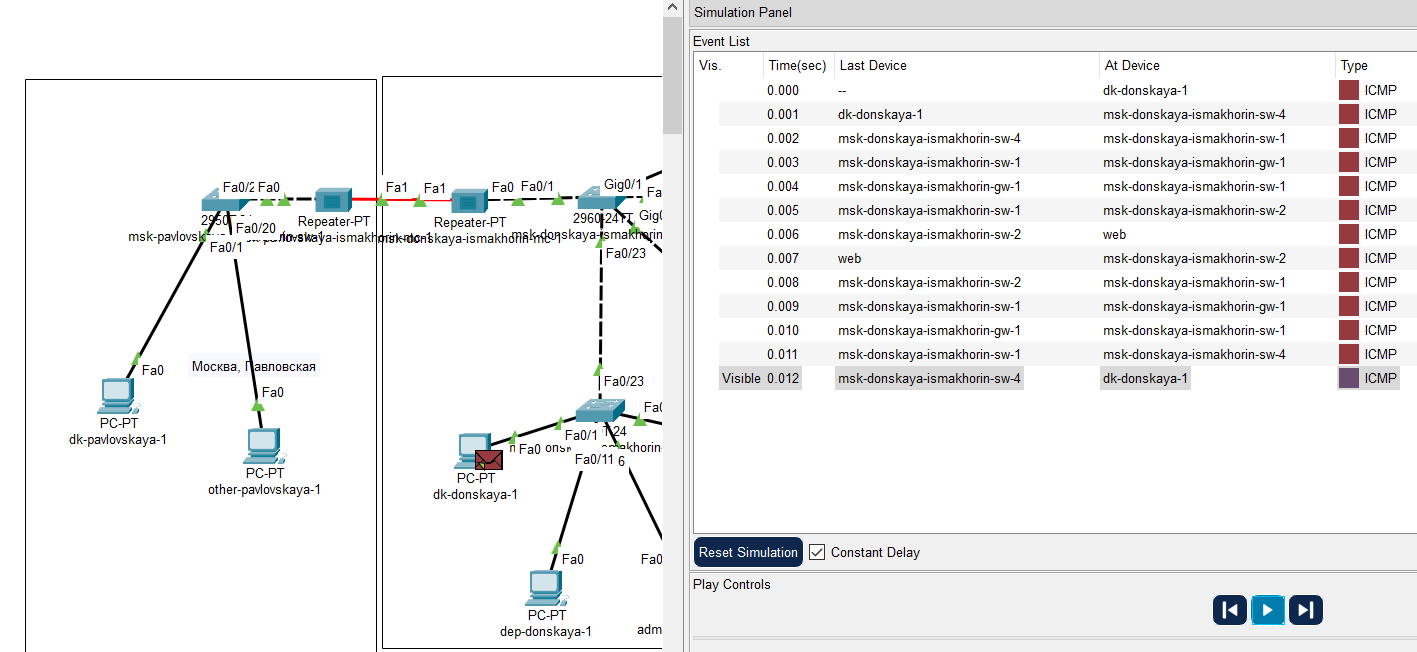 Simulation Panel
Event List
Vis. Time(sec) Last Device At Device Type
0.000 -- dk-donskaya-1 ICMP
0.001 dk-donskaya-1 msk-donskaya-ismakhorin-sw-4 ICMP
0.002 msk-donskaya-ismakhorin-sw-4 msk-donskaya-ismakhorin-sw-1 ICMP
0.003 msk-donskaya-ismakhorin-sw-1 msk-donskaya-ismakhorin-gw-1 ICMP
0.004 msk-donskaya-ismakhorin-gw-1 msk-donskaya-ismakhorin-sw-1 ICMP
0.005 msk-donskaya-ismakhorin-sw-1 msk-donskaya-ismakhorin-sw-2 ICMP
0.006 msk-donskaya-ismakhorin-sw-2 web ICMP
0.007 web msk-donskaya-ismakhorin-sw-2 ICMP
0.008 msk-donskaya-ismakhorin-sw-2 msk-donskaya-ismakhorin-sw-1 ICMP
0.009 msk-donskaya-ismakhorin-sw-1 msk-donskaya-ismakhorin-gw-1 ICMP
0.010 msk-donskaya-ismakhorin-gw-1 msk-donskaya-ismakhorin-sw-1 ICMP
0.011 msk-donskaya-ismakhorin-sw-1 msk-donskaya-ismakhorin-sw-4 ICMP
Visible 0.012 msk-donskaya-ismakhorin-sw-4 dk-donskaya-1 ICMP
Reset Simulation Constant Delay
Play Controls
Fa0/2 Fa0 Fa1 Fa1 Fa0 Fa0/1 Gig0/1
Repeater-PT Repeater-PT
Fa0/20
Fa0/1
Fa0/23
Fa0
Москва, Павловская
Fa0
PC-PT
dk-pavlovskaya-1
PC-PT
other-pavlovskaya-1
Fa0/23
Fa0/1
Fa0
Fa0/11
PC-PT
dk-donskaya-1
Fa0 Fa0
PC-PT
dep-donskaya-1
adm